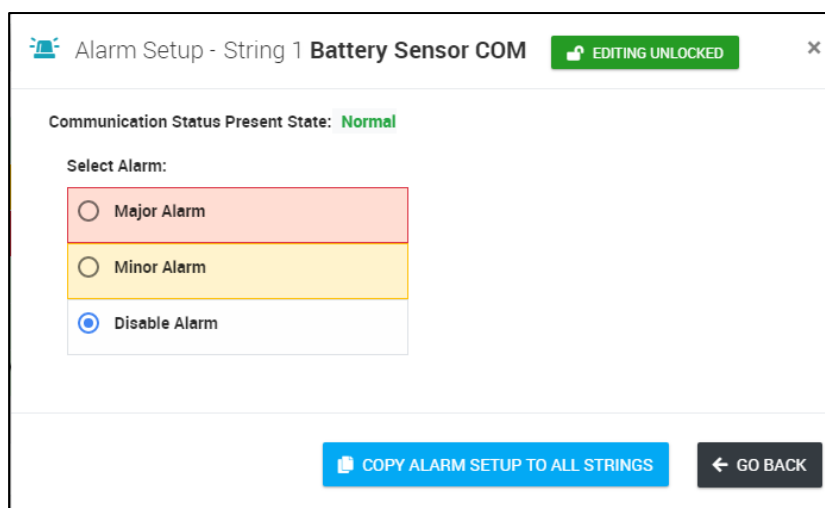 Alarm Setup - String 1 Battery Sensor COM EDITING UNLOCKED ×
Communication Status Present State: Normal
Select Alarm:
Major Alarm
Minor Alarm
Disable Alarm
COPY ALARM SETUP TO ALL STRINGS GO BACK